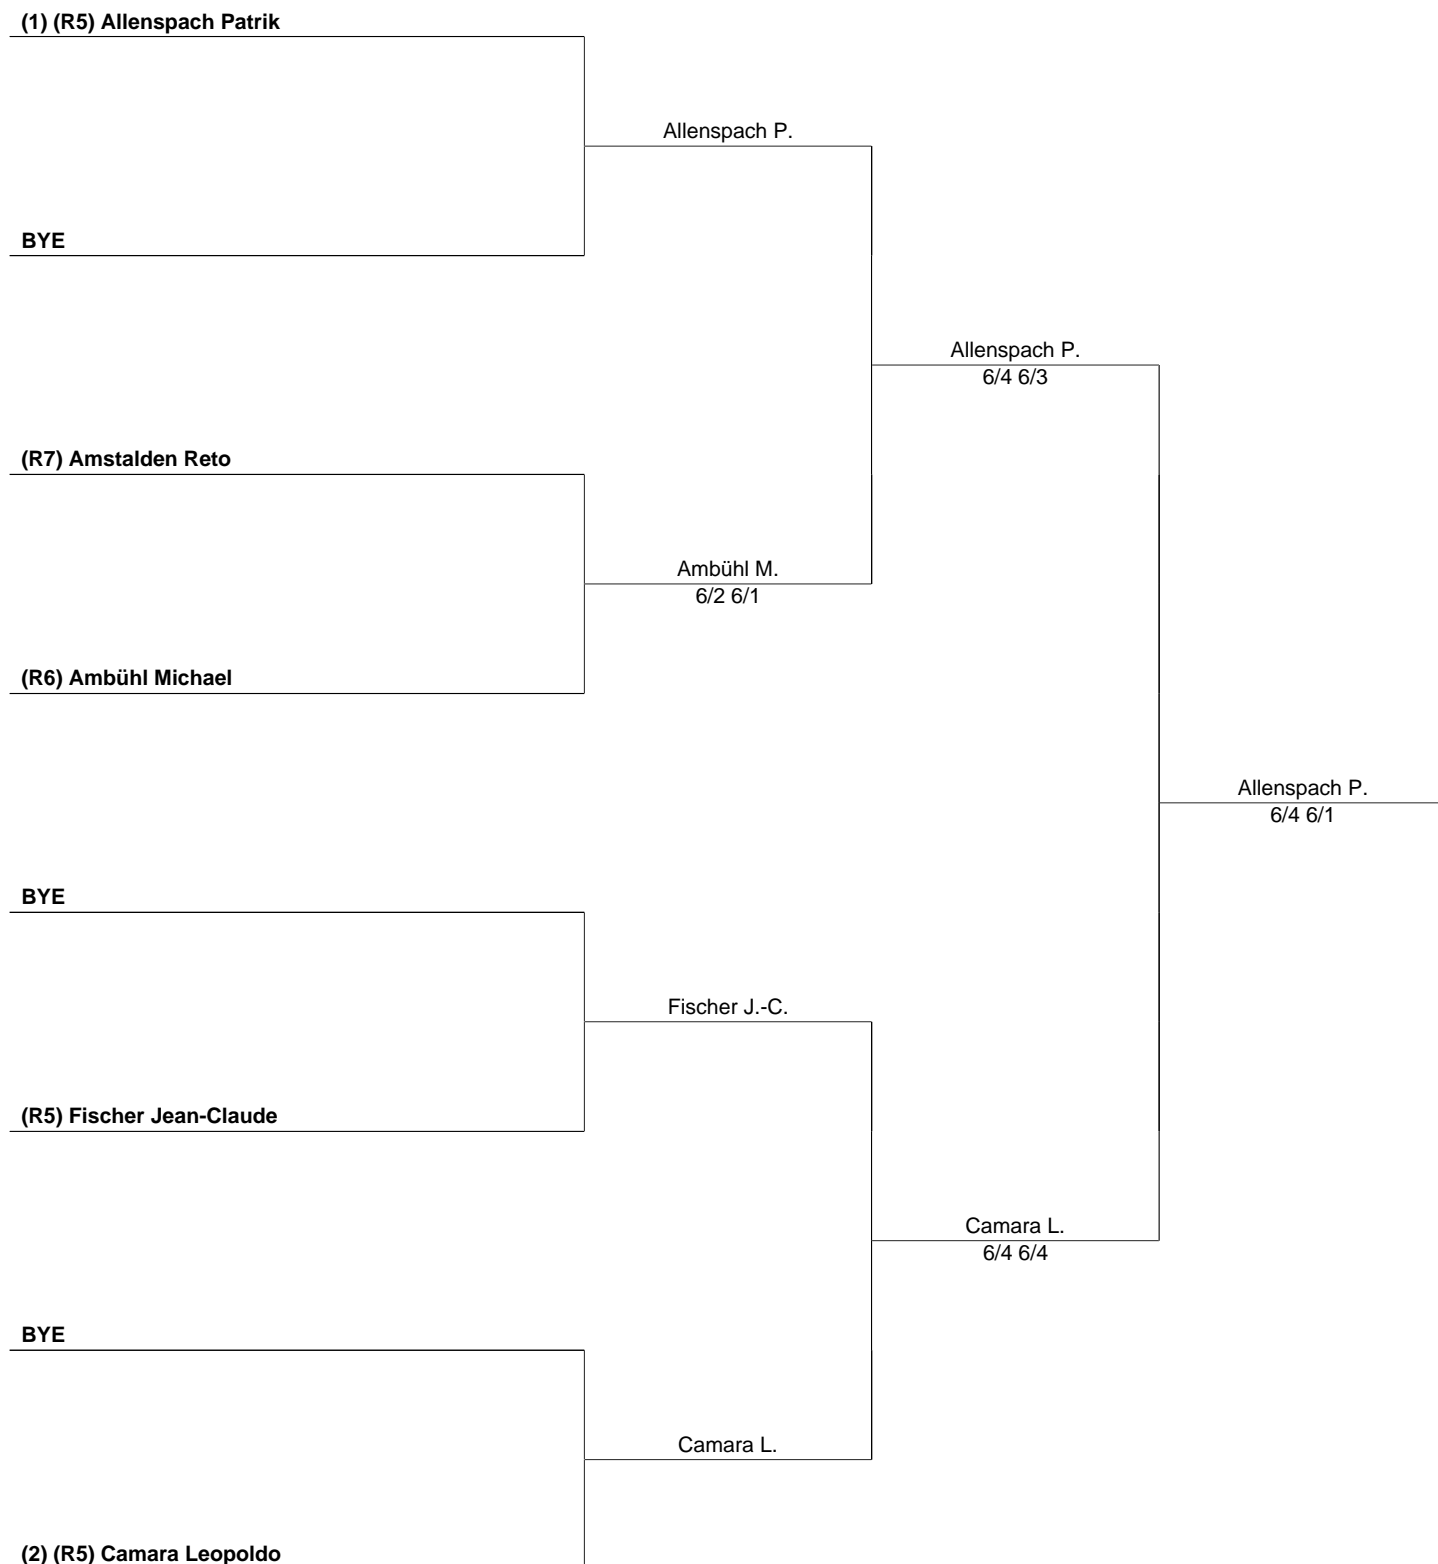 (1) (R5) Allenspach Patrik
Allenspach P.
BYE
Allenspach P.
6/4 6/3
(R7) Amstalden Reto
Ambühl M.
6/2 6/1
(R6) Ambühl Michael
Allenspach P.
6/4 6/1
BYE
Fischer J.-C.
(R5) Fischer Jean-Claude
Camara L.
6/4 6/4
BYE
Camara L.
(2) (R5) Camara Leopoldo